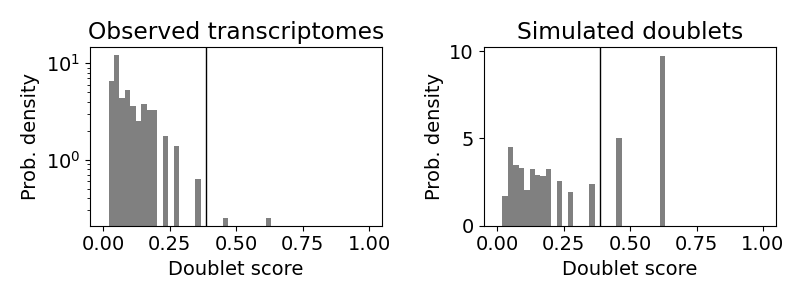 Observed transcriptomes
Prob. density
10¹
10⁰
0.00 0.25 0.50 0.75 1.00
Doublet score
Simulated doublets
Prob. density
10
5
0
0.00 0.25 0.50 0.75 1.00
Doublet score